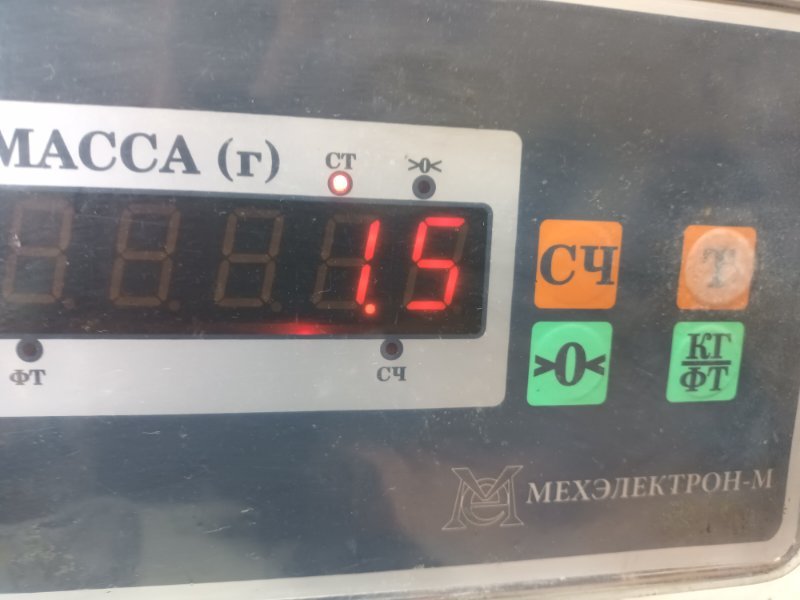 МАССА (г)
СТ
>0<
1.5
ФТ
СЧ
СЧ
Т
>0<
КГ
ФТ
МЕХЭЛЕКТРОН-М